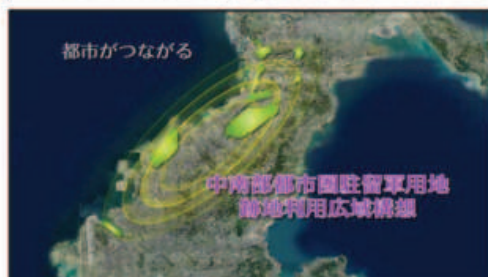 都市がつながる
中南部都市圏駐留軍用地
跡地利用広域構想